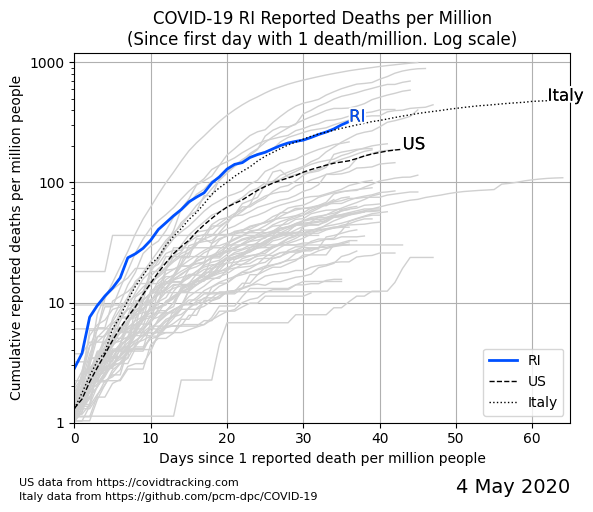 COVID-19 RI Reported Deaths per Million
(Since first day with 1 death/million. Log scale)
Cumulative reported deaths per million people
1000
100
10
1
RI
US
Italy
RI
US
Italy
0 10 20 30 40 50 60
Days since 1 reported death per million people
US data from https://covidtracking.com
Italy data from https://github.com/pcm-dpc/COVID-19
4 May 2020